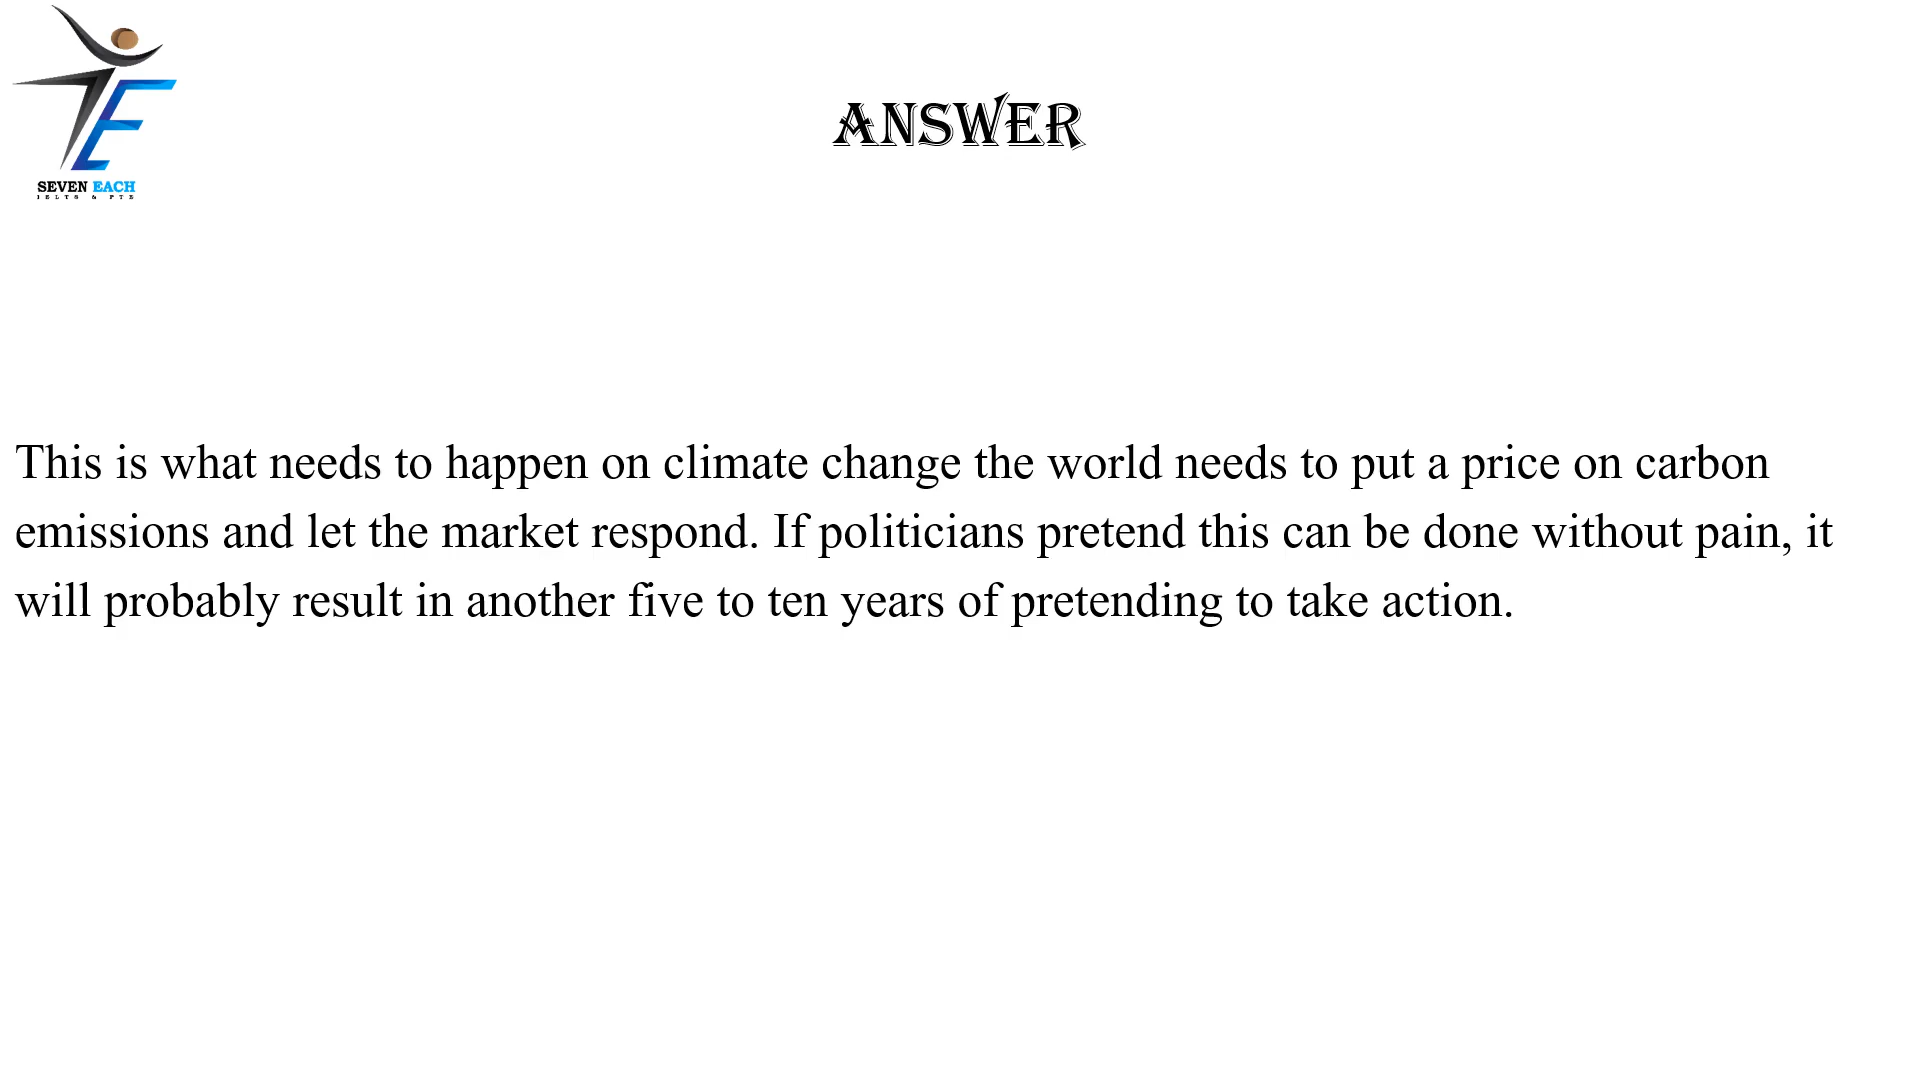 SEVEN EACH
IELTS & PTE
ANSWER
This is what needs to happen on climate change the world needs to put a price on carbon
emissions and let the market respond. If politicians pretend this can be done without pain, it
will probably result in another five to ten years of pretending to take action.